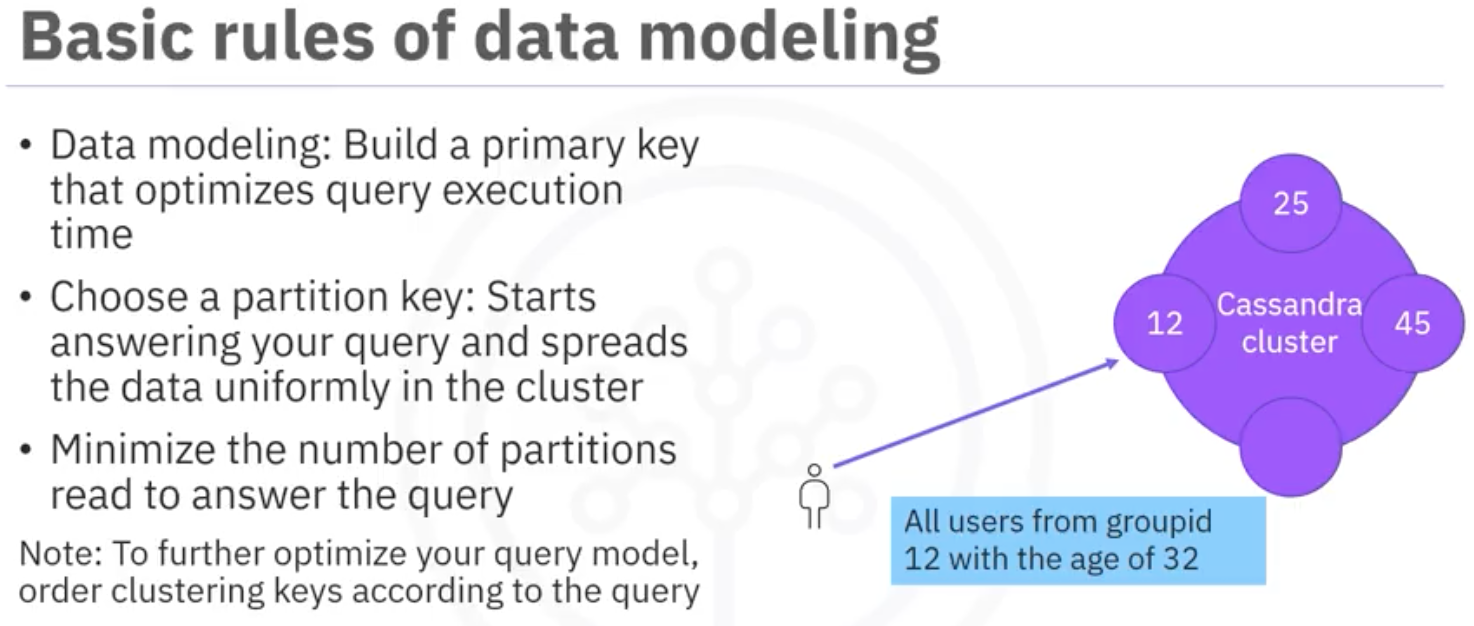 Basic rules of data modeling
• Data modeling: Build a primary key
that optimizes query execution
time
• Choose a partition key: Starts
answering your query and spreads
the data uniformly in the cluster
• Minimize the number of partitions
read to answer the query
Note: To further optimize your query model,
order clustering keys according to the query
25
12
Cassandra
cluster
45
All users from groupid
12 with the age of 32